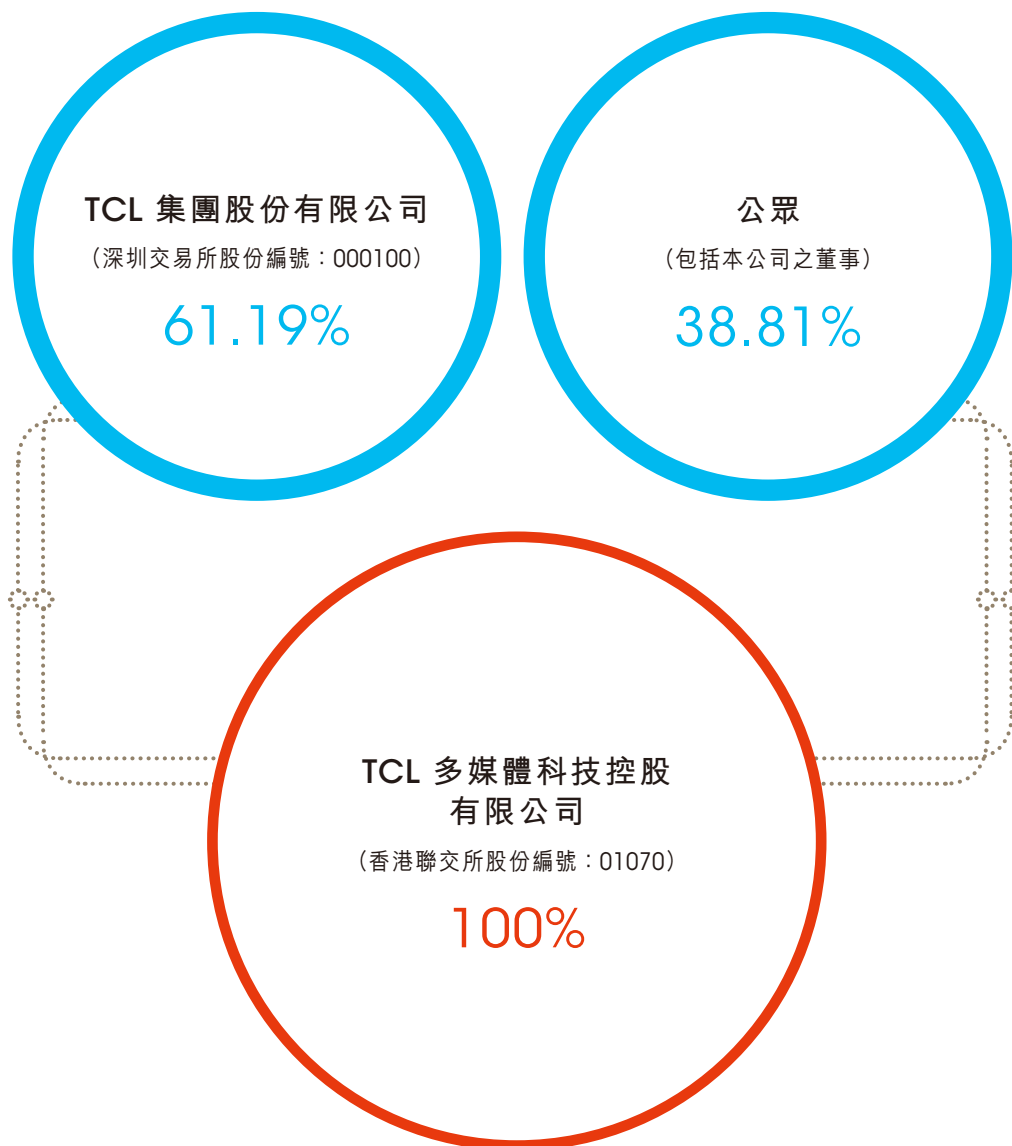 TCL 集團股份有限公司
（深圳交易所股份編號：000100）
61.19%
公眾
（包括本公司之董事）
38.81%
TCL 多媒體科技控股
有限公司
（香港聯交所股份編號：01070）
100%